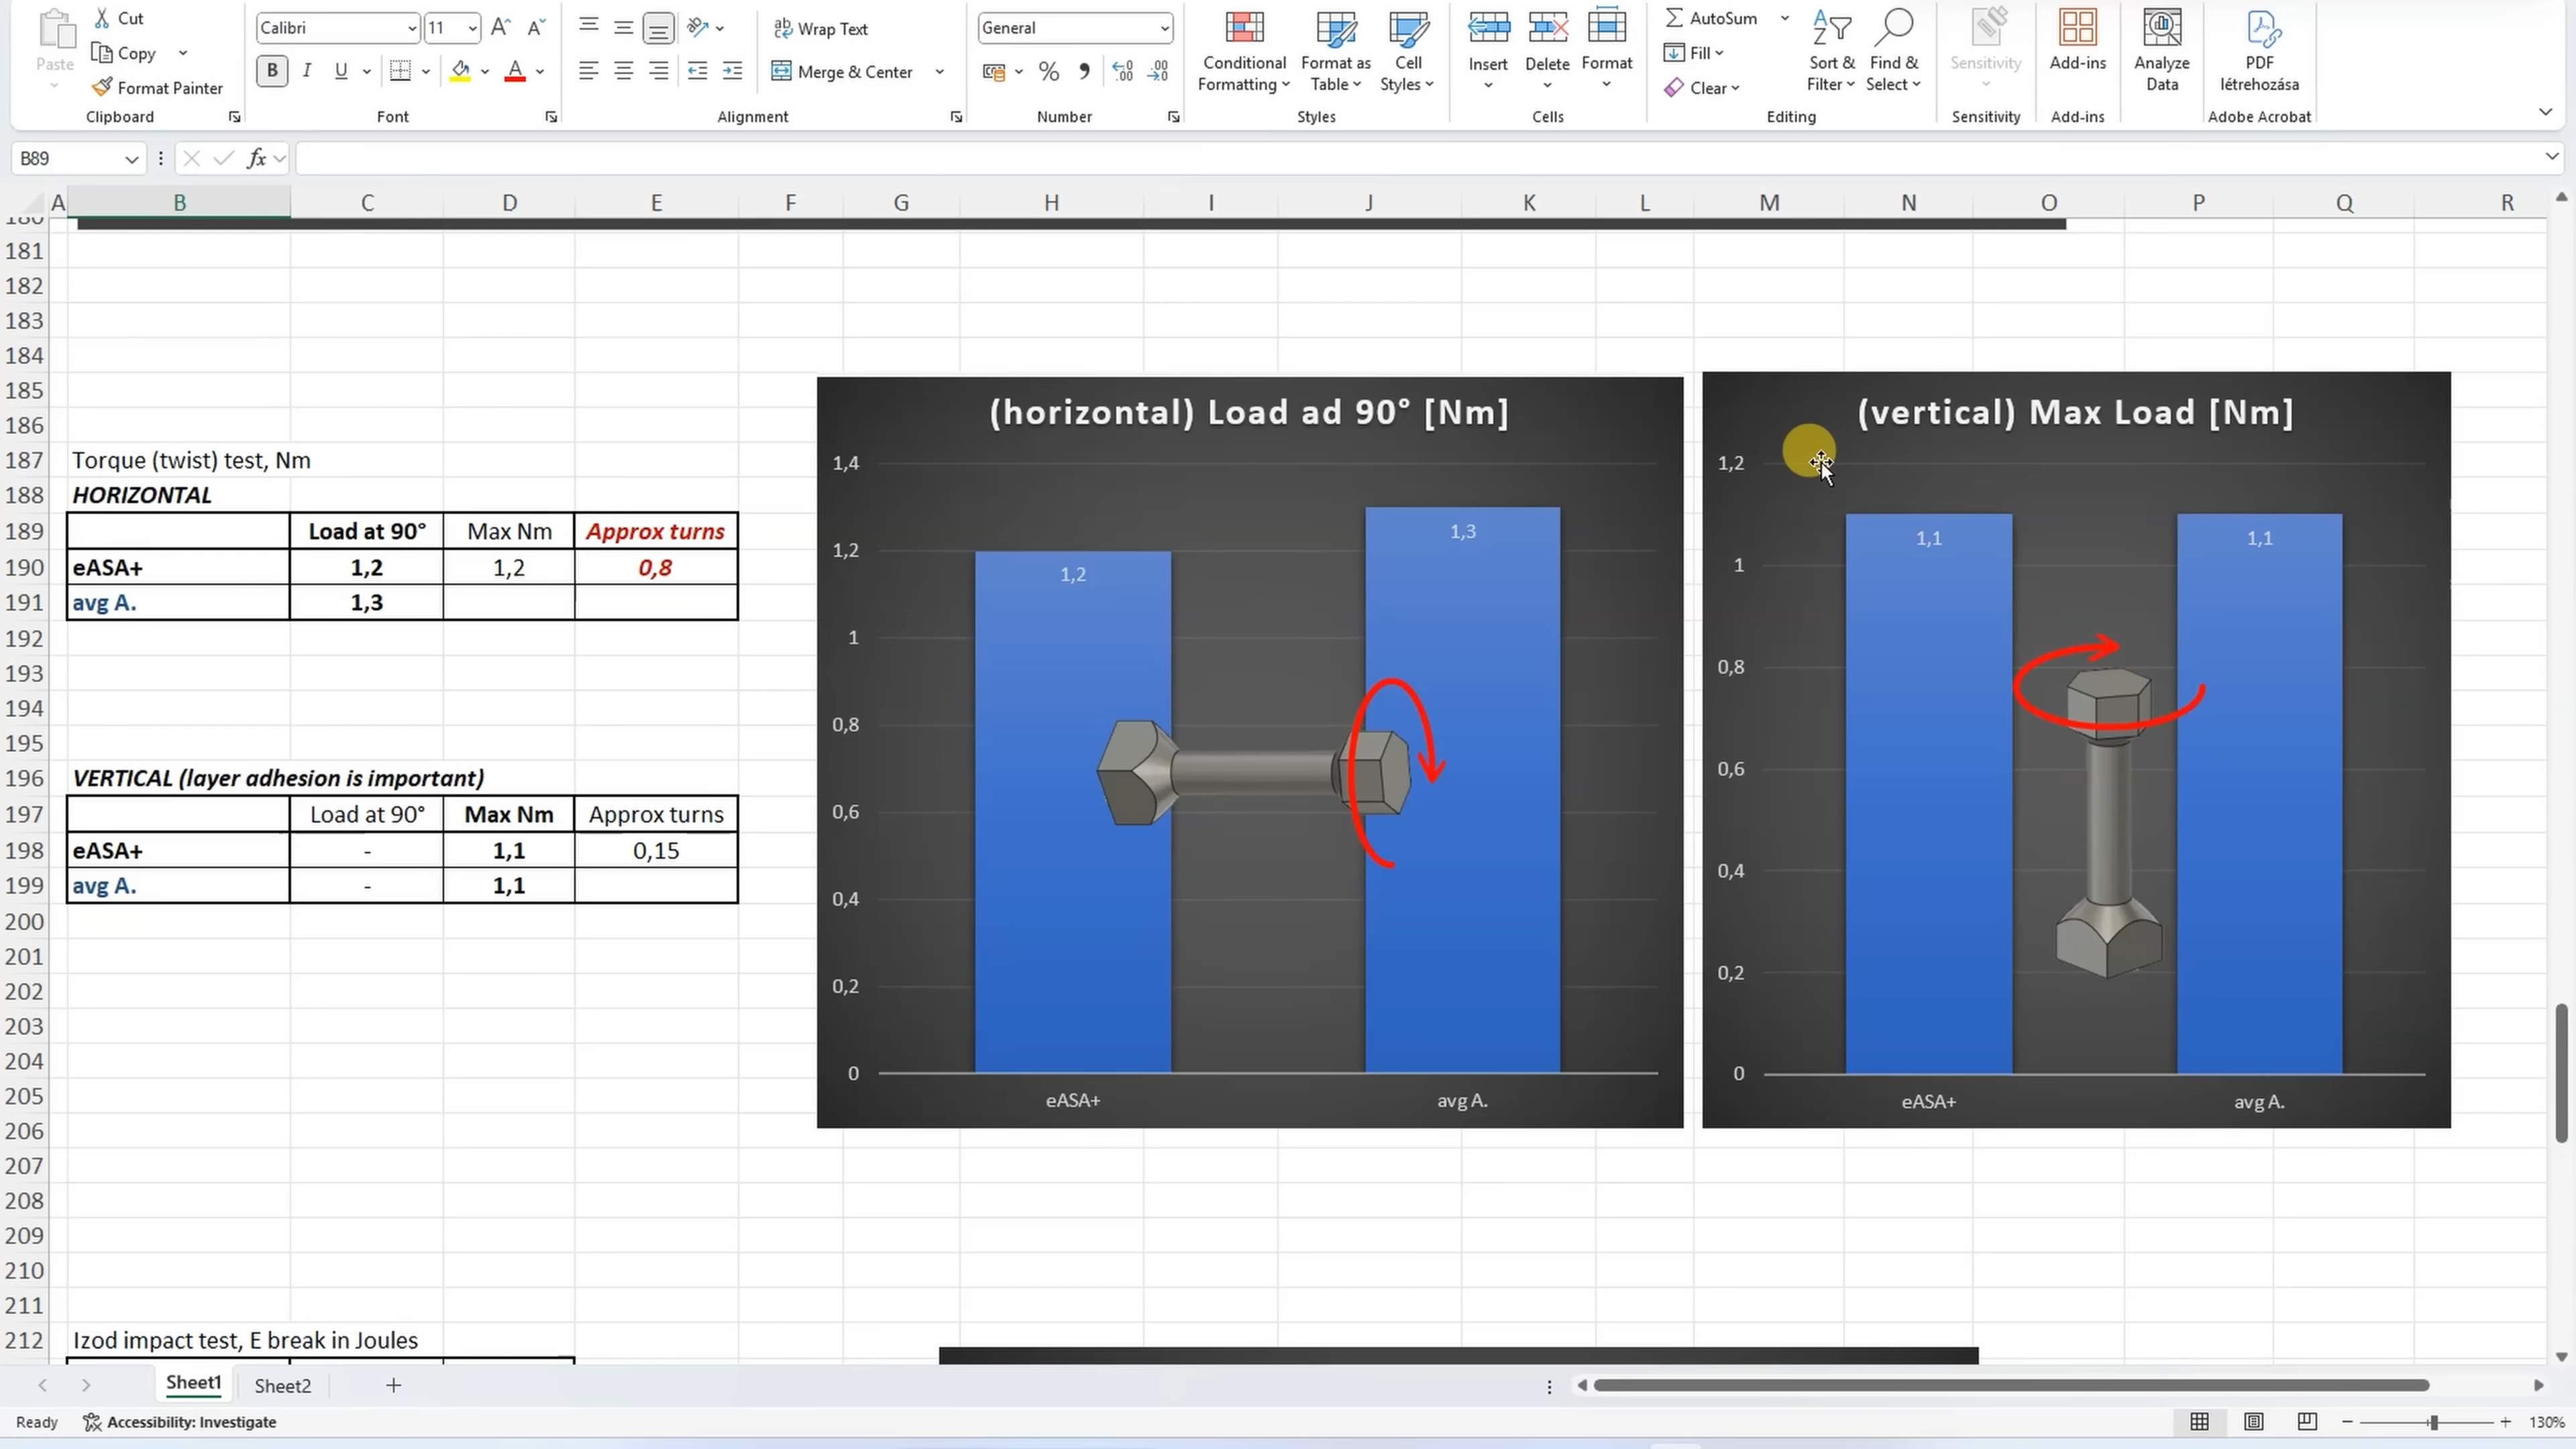 Paste
Cut
Copy
Format Painter
Clipboard
Calibri
11
B I U
Font
Wrap Text
Merge & Center
Alignment
General
Number
Conditional Formatting
Format as Table
Cell Styles
Styles
Insert
Delete
Format
Cells
AutoSum
Fill
Clear
Sort & Filter
Find & Select
Editing
Sensitivity
Sensitivity
Add-ins
Add-ins
Analyze Data
PDF létrehozása
Adobe Acrobat
B89
fx
A B C D E F G H I J K L M N O P Q R
180
181
182
183
184
185
186
187 Torque (twist) test, Nm
188 HORIZONTAL
189 Load at 90° Max Nm Approx turns
190 eASA+ 1,2 1,2 0,8
191 avg A. 1,3
192
193
194
195
196 VERTICAL (layer adhesion is important)
197 Load at 90° Max Nm Approx turns
198 eASA+ - 1,1 0,15
199 avg A. - 1,1
200
201
202
203
204
205
206
207
208
209
210
211
212 Izod impact test, E break in Joules
(horizontal) Load ad 90° [Nm]
1,4
1,2
1
0,8
0,6
0,4
0,2
0
1,2
1,3
eASA+ avg A.
(vertical) Max Load [Nm]
1,2
1
0,8
0,6
0,4
0,2
0
1,1
1,1
eASA+ avg A.
Sheet1 Sheet2
Ready Accessibility: Investigate
130%